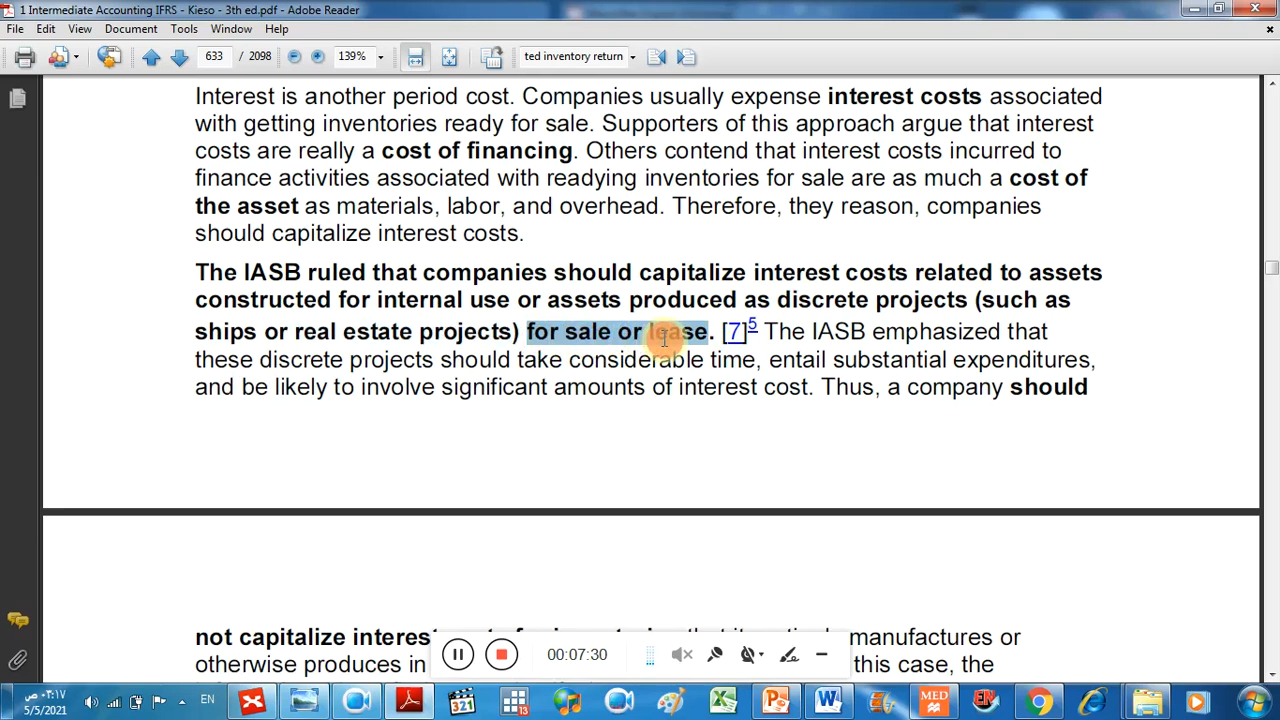 1 Intermediate Accounting IFRS - Kieso - 3th ed.pdf - Adobe Reader
File Edit View Document Tools Window Help
633 / 2098 139% ted inventory return
Interest is another period cost. Companies usually expense interest costs associated
with getting inventories ready for sale. Supporters of this approach argue that interest
costs are really a cost of financing. Others contend that interest costs incurred to
finance activities associated with readying inventories for sale are as much a cost of
the asset as materials, labor, and overhead. Therefore, they reason, companies
should capitalize interest costs.
The IASB ruled that companies should capitalize interest costs related to assets
constructed for internal use or assets produced as discrete projects (such as
ships or real estate projects) for sale or lease. [7]5 The IASB emphasized that
these discrete projects should take considerable time, entail substantial expenditures,
and be likely to involve significant amounts of interest cost. Thus, a company should
not capitalize interest manufactures or
otherwise produces in this case, the
00:07:30
EN
321
13
MED
٠٣:١٧ ص
5/5/2021